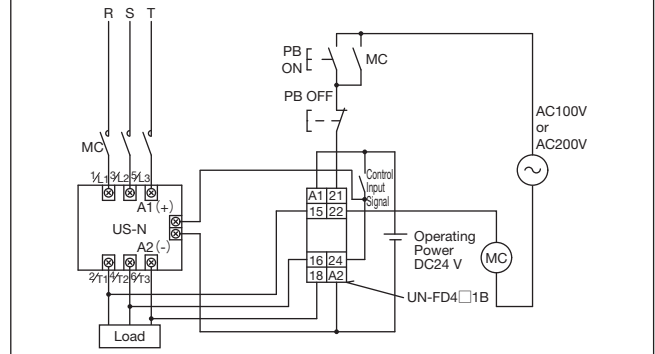 R S T
PB
ON
MC
PB OFF
AC100V
or
AC200V
MC
1/L1 3/L2 5/L3
A1 (+)
US-N
A2 (-)
2/T1 4/T2 6/T3
Load
Control
Input
Signal
A1 21
15 22
16 24
18 A2
Operating
Power
DC24 V
MC
UN-FD4□1B